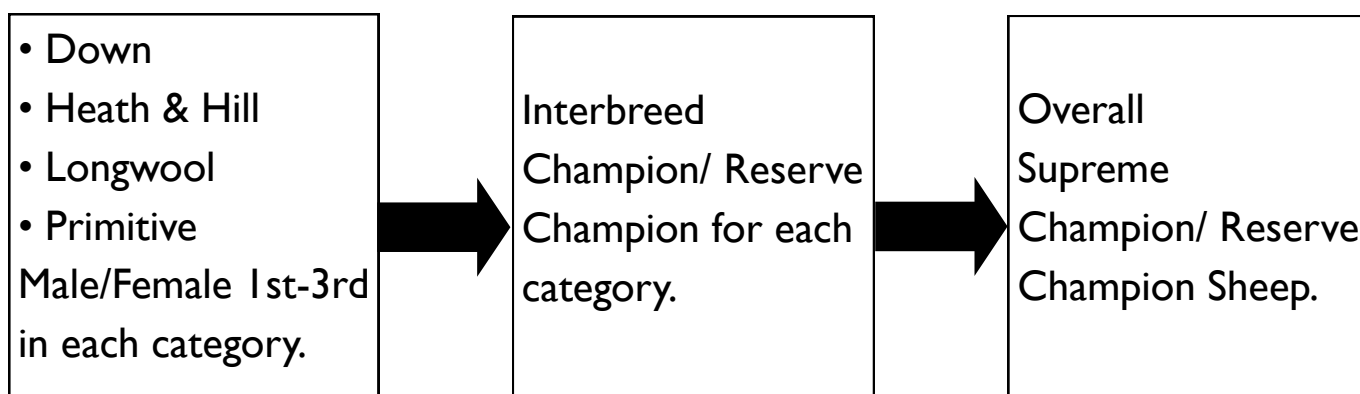 • Down
• Heath & Hill
• Longwool
• Primitive
Male/Female 1st-3rd
in each category.
Interbreed
Champion/ Reserve
Champion for each
category.
Overall
Supreme
Champion/ Reserve
Champion Sheep.